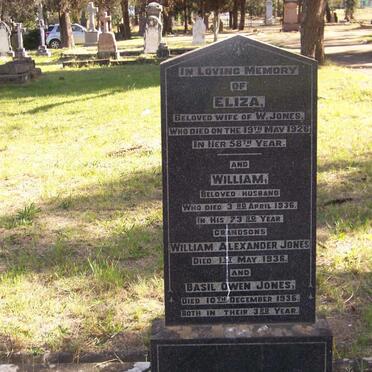 In Loving Memory
OF
ELIZA,
Beloved wife of W. Jones,
Who died on the 19th May 1926
In Her 58th Year.
AND
WILLIAM,
Beloved husband
Who died 3rd April 1936,
In his 73rd Year
Grandsons
William Alexander Jones
Died 1st May 1936.
AND
Basil Owen Jones,
Died 10th December 1936.
Both in their 3rd Year.